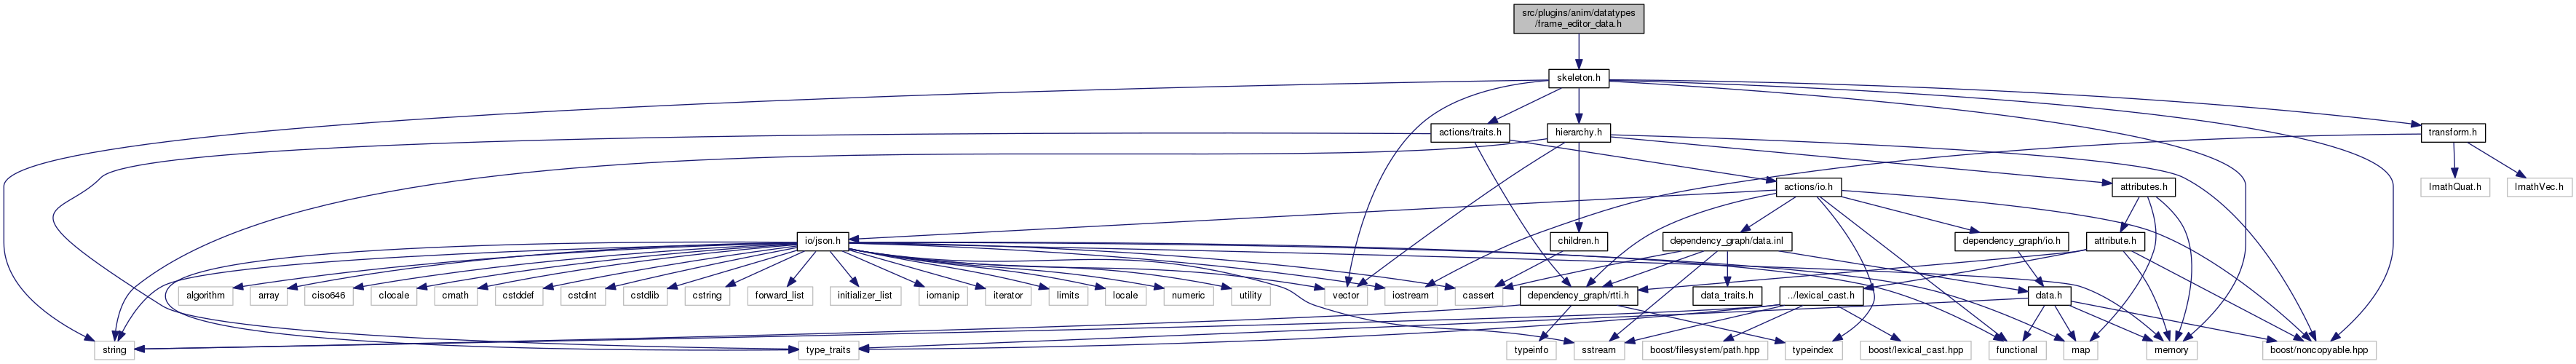 src/plugins/anim/datatypes
/frame_editor_data.h
skeleton.h
actions/traits.h
hierarchy.h
transform.h
actions/io.h
attributes.h
ImathQuat.h
ImathVec.h
io/json.h
children.h
dependency_graph/data.inl
dependency_graph/io.h
attribute.h
algorithm
array
ciso646
clocale
cmath
cstddef
cstdint
cstdlib
cstring
forward_list
initializer_list
iomanip
iterator
limits
locale
numeric
utility
vector
iostream
cassert
dependency_graph/rtti.h
data_traits.h
../lexical_cast.h
data.h
string
type_traits
typeinfo
sstream
boost/filesystem/path.hpp
typeindex
boost/lexical_cast.hpp
functional
map
memory
boost/noncopyable.hpp